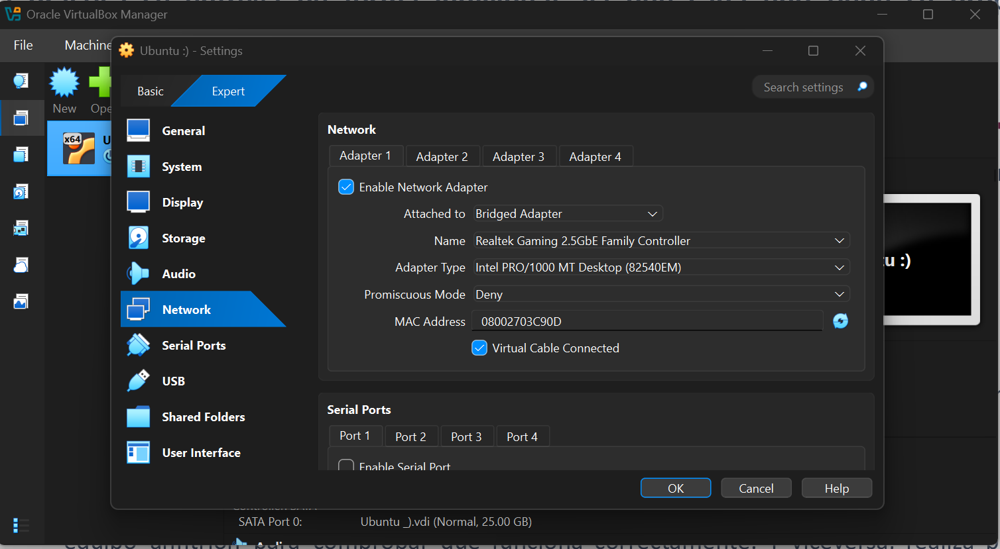 Oracle VirtualBox Manager
File Machine
Ubuntu :) - Settings
Basic Expert
Search settings
New
General
System
Display
Storage
Audio
Network
Serial Ports
USB
Shared Folders
User Interface
x64
Network
Adapter 1 Adapter 2 Adapter 3 Adapter 4
Enable Network Adapter
Attached to Bridged Adapter
Name Realtek Gaming 2.5GbE Family Controller
Adapter Type Intel PRO/1000 MT Desktop (82540EM)
Promiscuous Mode Deny
MAC Address 08002703C90D
Virtual Cable Connected
Serial Ports
Port 1 Port 2 Port 3 Port 4
Enable Serial Port
OK Cancel Help
tu :)
SATA Port 0: Ubuntu _).vdi (Normal, 25.00 GB)